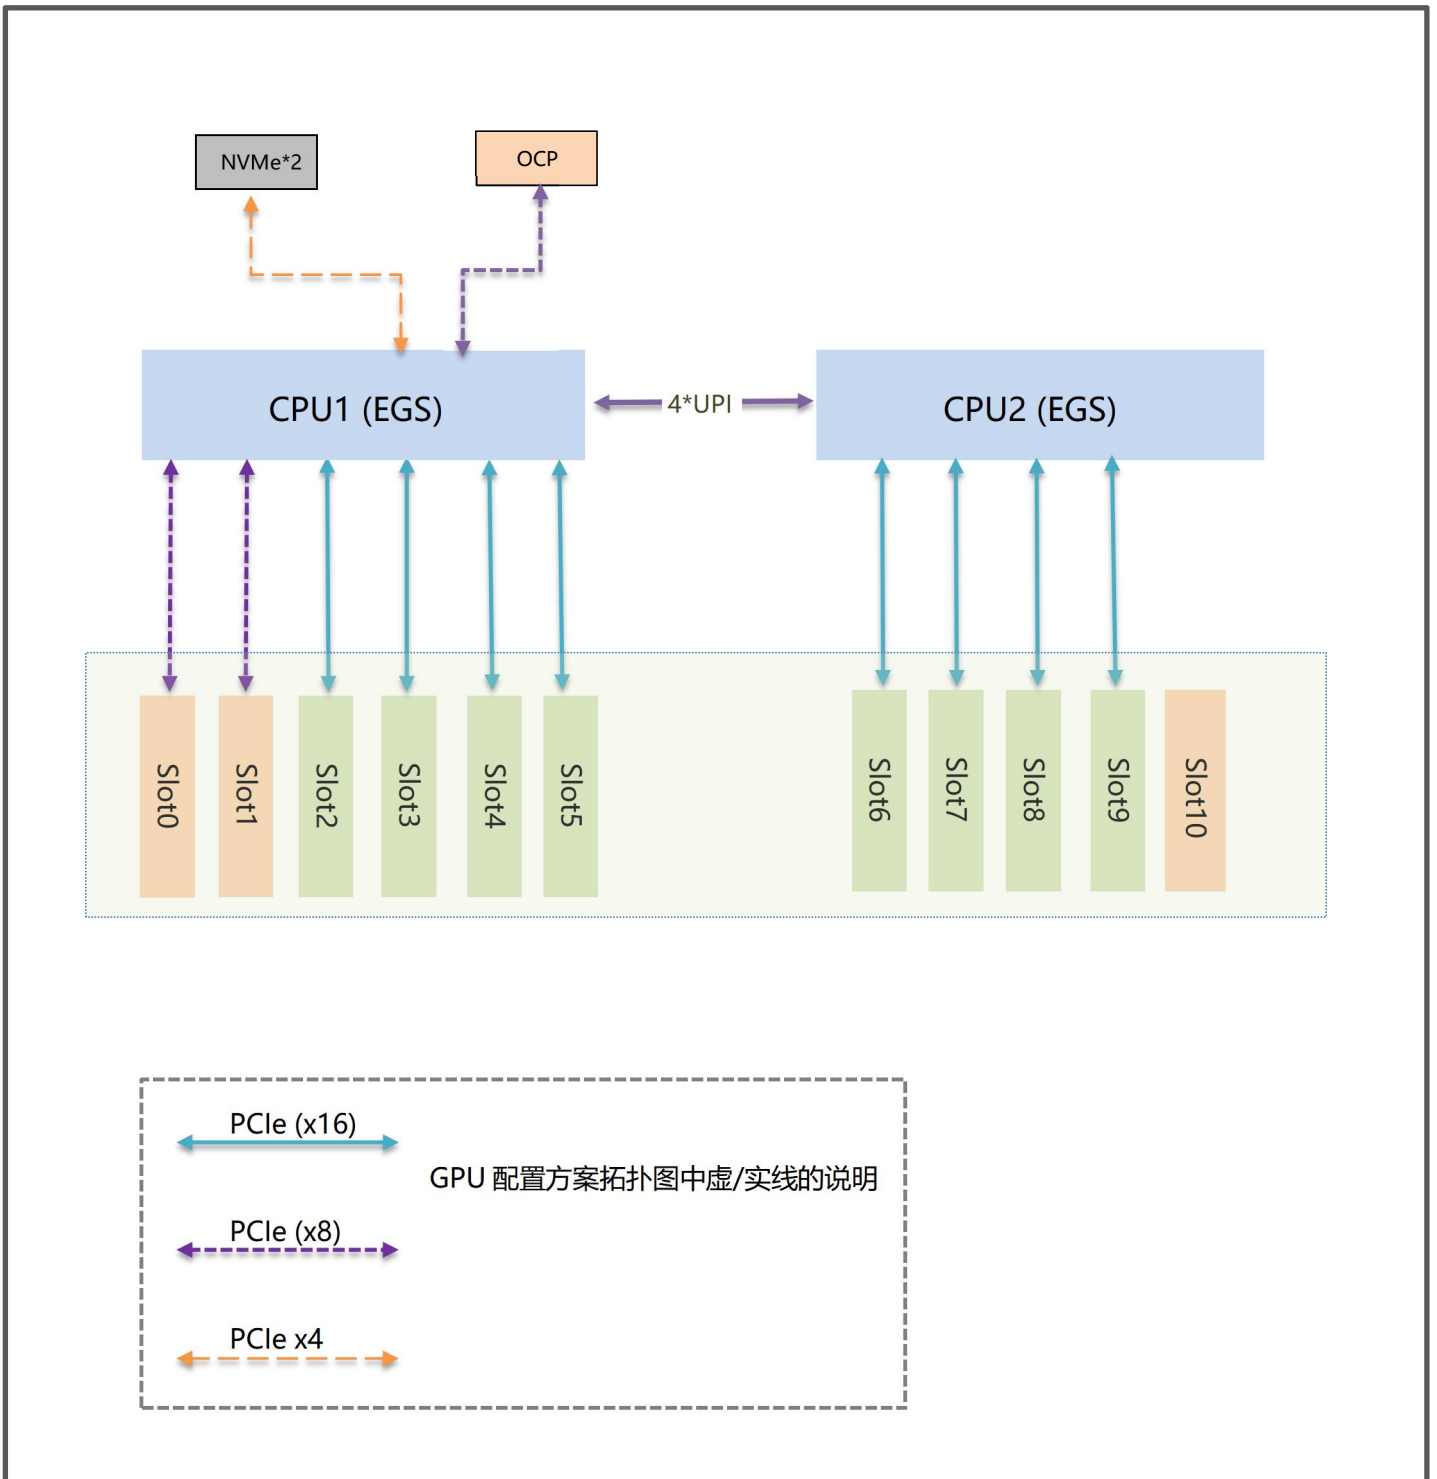 NVMe*2
OCP
CPU1 (EGS)
4*UPI
CPU2 (EGS)
Slot0
Slot1
Slot2
Slot3
Slot4
Slot5
Slot6
Slot7
Slot8
Slot9
Slot10
PCIe (x16)
GPU 配置方案拓扑图中虚/实线的说明
PCIe (x8)
PCIe x4